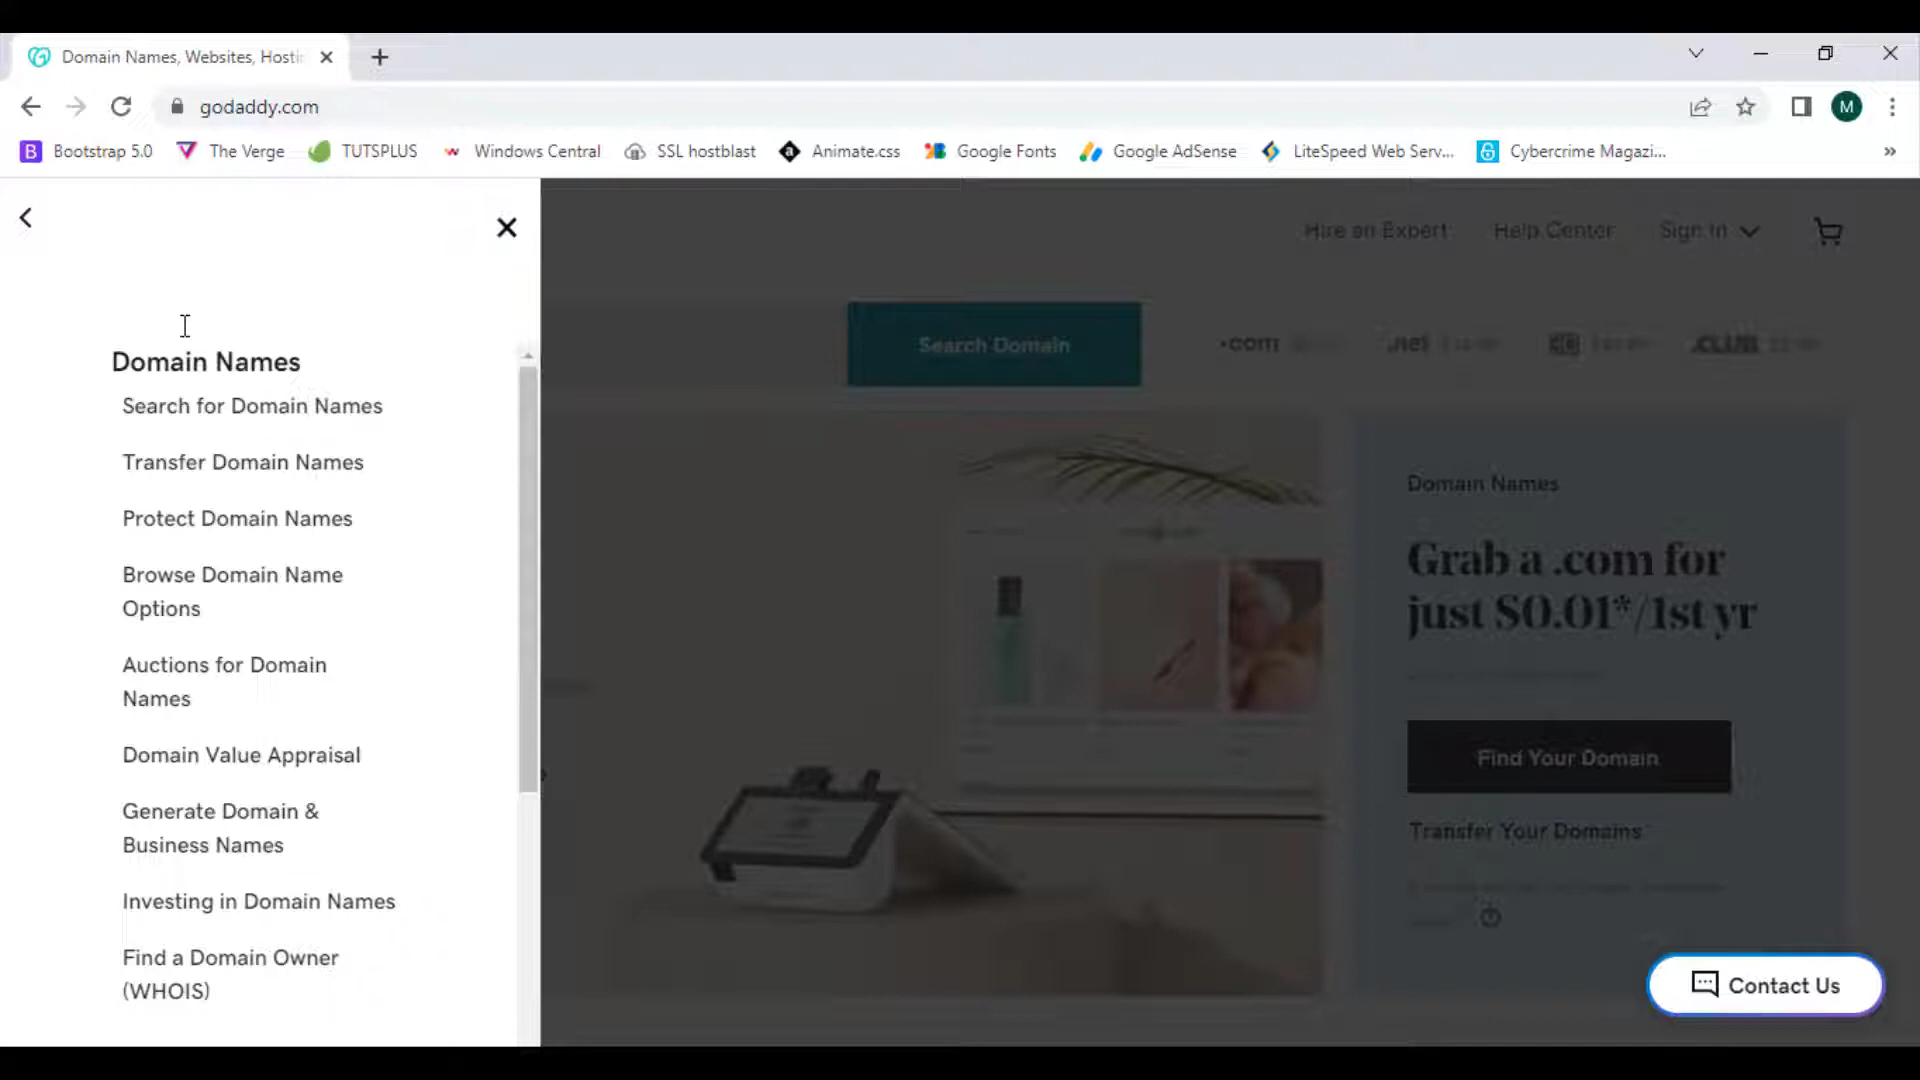 Domain Names, Websites, Hosti
godaddy.com
M
B Bootstrap 5.0
The Verge
TUTSPLUS
Windows Central
SSL hostblast
Animate.css
Google Fonts
Google AdSense
LiteSpeed Web Serv...
Cybercrime Magazi...
»
Hire an Expert
Help Center
Sign In
Domain Names
Search for Domain Names
Transfer Domain Names
Protect Domain Names
Browse Domain Name
Options
Auctions for Domain
Names
Domain Value Appraisal
Generate Domain &
Business Names
Investing in Domain Names
Find a Domain Owner
(WHOIS)
Search Domain
.com
.net
.CLUB
Domain Names
Grab a .com for
just $0.01*/1st yr
Find Your Domain
Transfer Your Domains
Contact Us